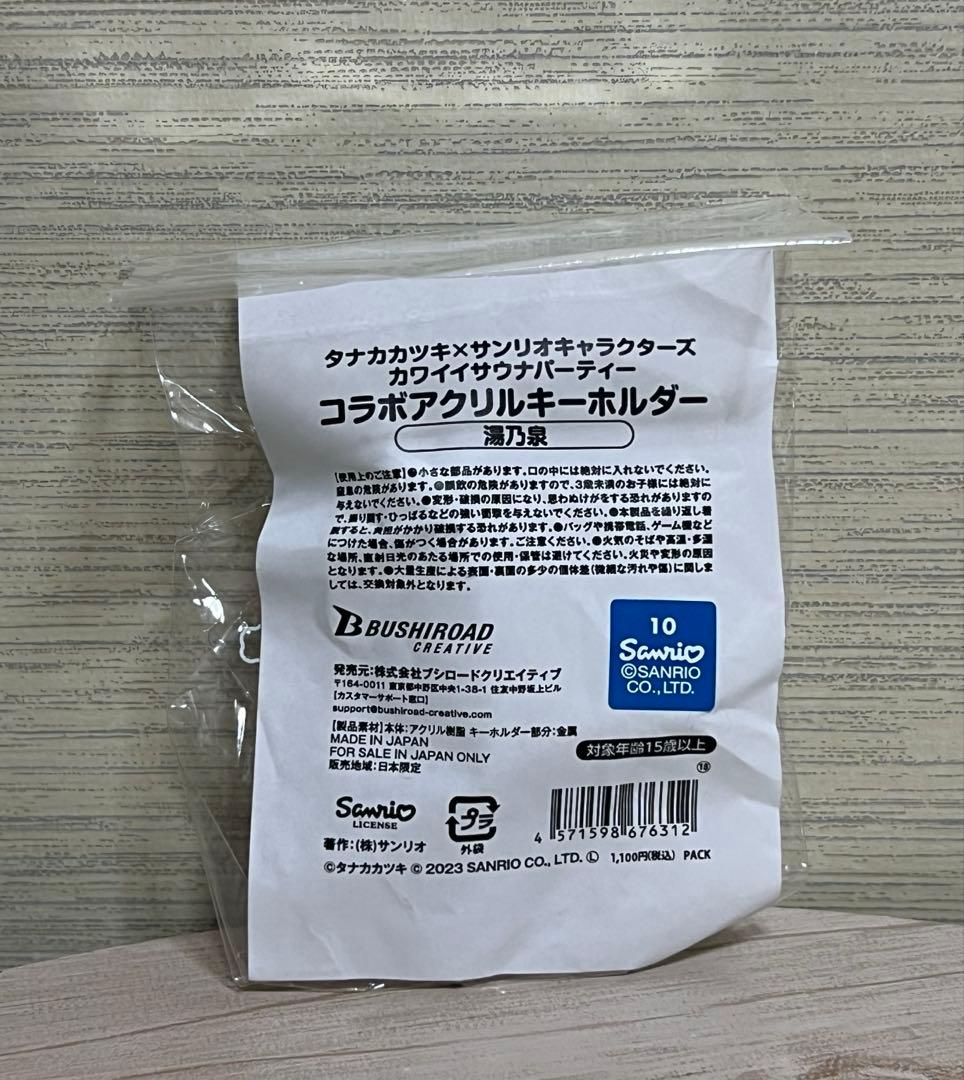 タナカカツキ×サンリオキャラクターズ
カワイイサウナパーティー
コラボアクリルキーホルダー
湯乃泉
【使用上のご注意】●小さな部品があります。口の中には絶対に入れないでください。
窒息の危険があります。●誤飲の危険がありますので、3歳未満のお子様には絶対に
与えないでください。●変形・破損の原因になり、思わぬけがをする恐れがありますの
で、振り回す・ひっぱるなどの強い衝撃を与えないでください。●本製品を繰り返し着
脱すると、負担がかかり破損する恐れがあります。●バッグや携帯電話、ゲーム機など
につけた場合、傷がつく場合があります。ご注意ください。●火気のそばや高温・多湿
な場所、直射日光のあたる場所での使用・保管は避けてください。火災や変形の原因
となります。●大量生産による表面・裏面の多少の個体差(微細な汚れや傷)に関しま
しては、交換対象外となります。
BUSHIROAD
CREATIVE
10
Sanrio
©SANRIO
CO., LTD.
発売元:株式会社ブシロードクリエイティブ
〒164-0011 東京都中野区中央1-38-1 住友中野坂上ビル
[カスタマーサポート窓口]
support@bushiroad-creative.com
【製品素材】本体:アクリル樹脂 キーホルダー部分:金属
MADE IN JAPAN
FOR SALE IN JAPAN ONLY
販売地域:日本限定
対象年齢15歳以上
Sanrio
LICENSE
プラ
外袋
4 571598 676312
著作:(株)サンリオ
©タナカカツキ © 2023 SANRIO CO., LTD. Ⓛ 1,100円(税込) PACK